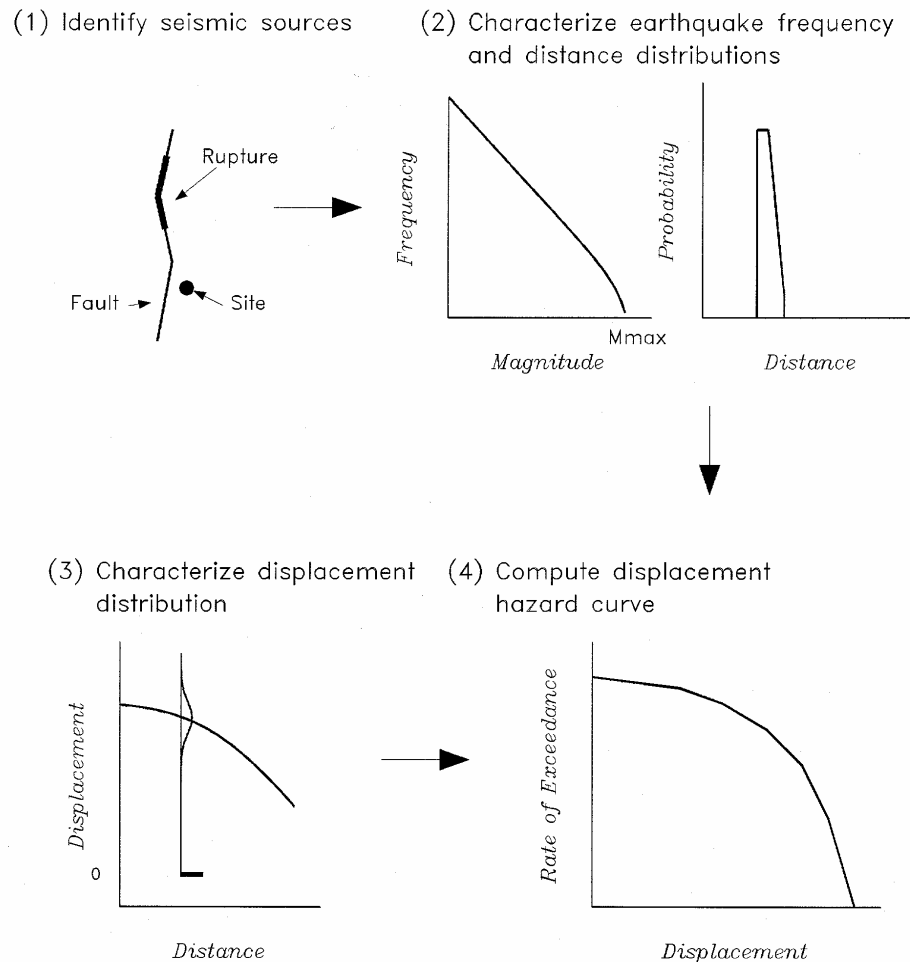 (1) Identify seismic sources
(2) Characterize earthquake frequency
and distance distributions
Rupture
Fault
Site
Frequency
Mmax
Magnitude
Probability
Distance
(3) Characterize displacement
distribution
Displacement
0
Distance
(4) Compute displacement
hazard curve
Rate of Exceedance
Displacement